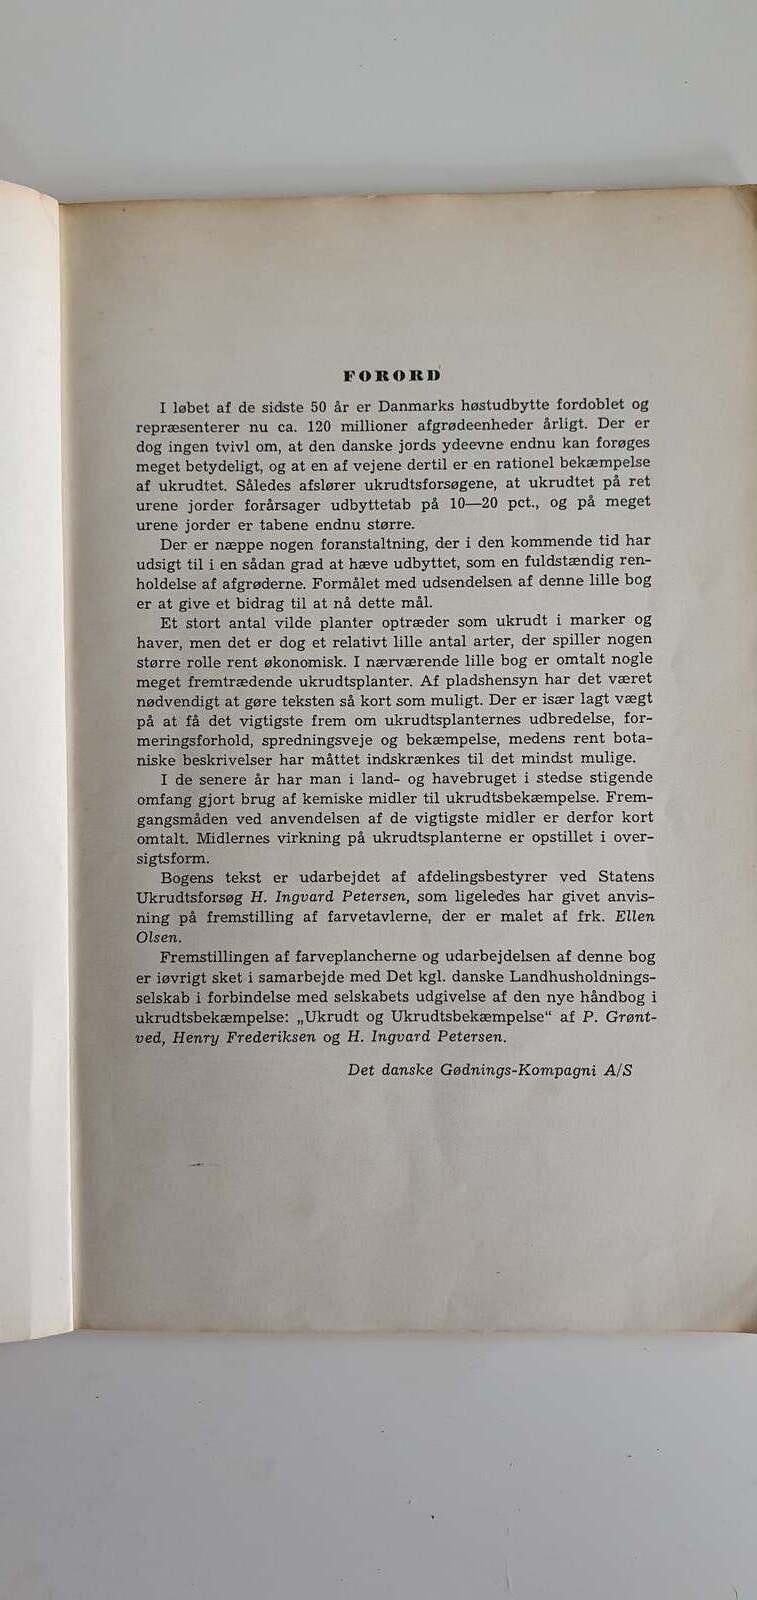 FORORD
I løbet af de sidste 50 år er Danmarks høstudbytte fordoblet og
repræsenterer nu ca. 120 millioner afgrødeenheder årligt. Der er
dog ingen tvivl om, at den danske jords ydeevne endnu kan forøges
meget betydeligt, og at en af vejene dertil er en rationel bekæmpelse
af ukrudtet. Således afslører ukrudtsforsøgene, at ukrudtet på ret
urene jorder forårsager udbyttetab på 10—20 pct., og på meget
urene jorder er tabene endnu større.
Der er næppe nogen foranstaltning, der i den kommende tid har
udsigt til i en sådan grad at hæve udbyttet, som en fuldstændig ren-
holdelse af afgrøderne. Formålet med udsendelsen af denne lille bog
er at give et bidrag til at nå dette mål.
Et stort antal vilde planter optræder som ukrudt i marker og
haver, men det er dog et relativt lille antal arter, der spiller nogen
større rolle rent økonomisk. I nærværende lille bog er omtalt nogle
meget fremtrædende ukrudtsplanter. Af pladshensyn har det været
nødvendigt at gøre teksten så kort som muligt. Der er især lagt vægt
på at få det vigtigste frem om ukrudtsplanternes udbredelse, for-
meringsforhold, spredningsveje og bekæmpelse, medens rent bota-
niske beskrivelser har måttet indskrænkes til det mindst mulige.
I de senere år har man i land- og havebruget i stedse stigende
omfang gjort brug af kemiske midler til ukrudtsbekæmpelse. Frem-
gangsmåden ved anvendelsen af de vigtigste midler er derfor kort
omtalt. Midlernes virkning på ukrudtsplanterne er opstillet i over-
sigtsform.
Bogens tekst er udarbejdet af afdelingsbestyrer ved Statens
Ukrudtsforsøg H. Ingvard Petersen, som ligeledes har givet anvis-
ning på fremstilling af farvetavlerne, der er malet af frk. Ellen
Olsen.
Fremstillingen af farveplancherne og udarbejdelsen af denne bog
er iøvrigt sket i samarbejde med Det kgl. danske Landhusholdnings-
selskab i forbindelse med selskabets udgivelse af den nye håndbog i
ukrudtsbekæmpelse: „Ukrudt og Ukrudtsbekæmpelse“ af P. Grønt-
ved, Henry Frederiksen og H. Ingvard Petersen.
Det danske Gødnings-Kompagni A/S